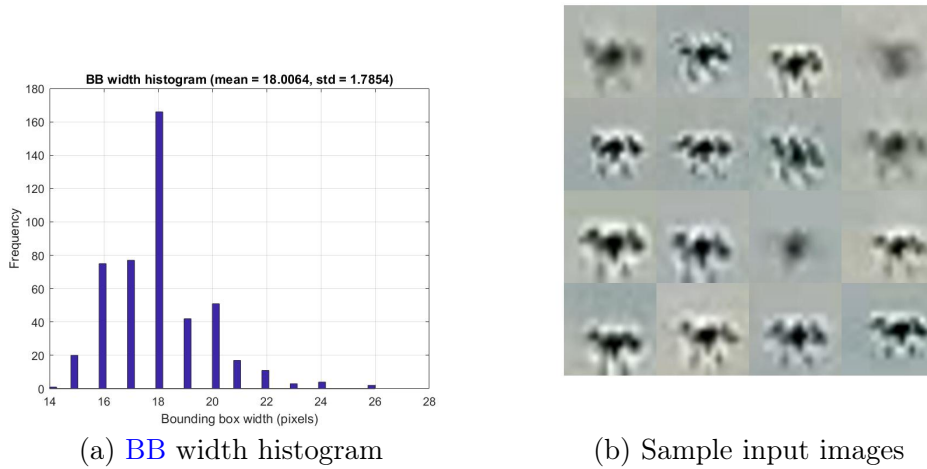 BB width histogram (mean = 18.0064, std = 1.7854)
180
160
140
120
100
80
60
40
20
0
Frequency
14 16 18 20 22 24 26 28
Bounding box width (pixels)
(a) BB width histogram
(b) Sample input images